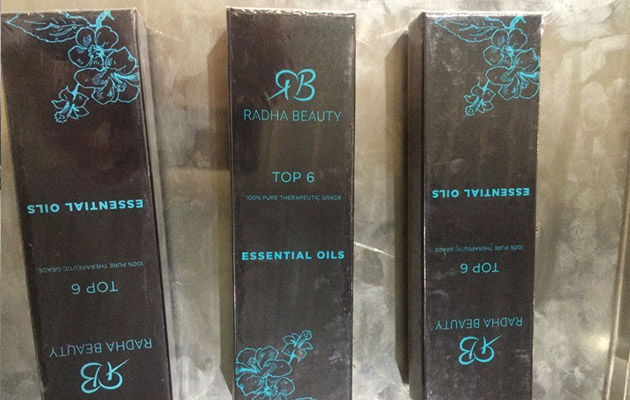 RB
RADHA BEAUTY
TOP 6
100% PURE THERAPEUTIC GRADE
ESSENTIAL OILS
RB
RADHA BEAUTY
TOP 6
100% PURE THERAPEUTIC GRADE
ESSENTIAL OILS
RB
RADHA BEAUTY
TOP 6
100% PURE THERAPEUTIC GRADE
ESSENTIAL OILS